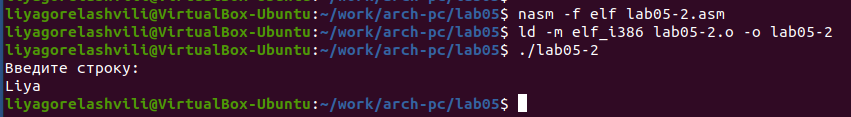 liyagorelashvili@VirtualBox-Ubuntu:~/work/arch-pc/lab05$ nasm -f elf lab05-2.asm
liyagorelashvili@VirtualBox-Ubuntu:~/work/arch-pc/lab05$ ld -m elf_i386 lab05-2.o -o lab05-2
liyagorelashvili@VirtualBox-Ubuntu:~/work/arch-pc/lab05$ ./lab05-2
Введите строку:
Liya
liyagorelashvili@VirtualBox-Ubuntu:~/work/arch-pc/lab05$